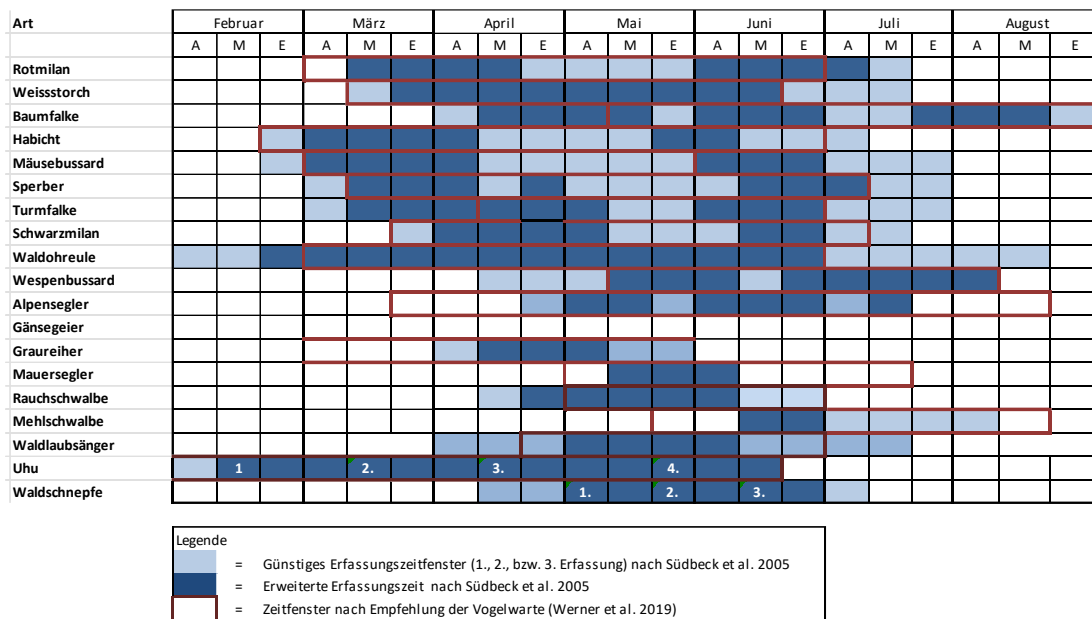 Art Februar März April Mai Juni Juli August
A M E A M E A M E A M E A M E A M E A M E
Rotmilan
Weissstorch
Baumfalke
Habicht
Mäusebussard
Sperber
Turmfalke
Schwarzmilan
Waldohreule
Wespenbussard
Alpensegler
Gänsegeier
Graureiher
Mauersegler
Rauchschwalbe
Mehlschwalbe
Waldlaubsänger
Uhu 1 2. 3. 4.
Waldschnepfe 1. 2. 3.
Legende
= Günstiges Erfassungszeitfenster (1., 2., bzw. 3. Erfassung) nach Südbeck et al. 2005
= Erweiterte Erfassungszeit nach Südbeck et al. 2005
= Zeitfenster nach Empfehlung der Vogelwarte (Werner et al. 2019)